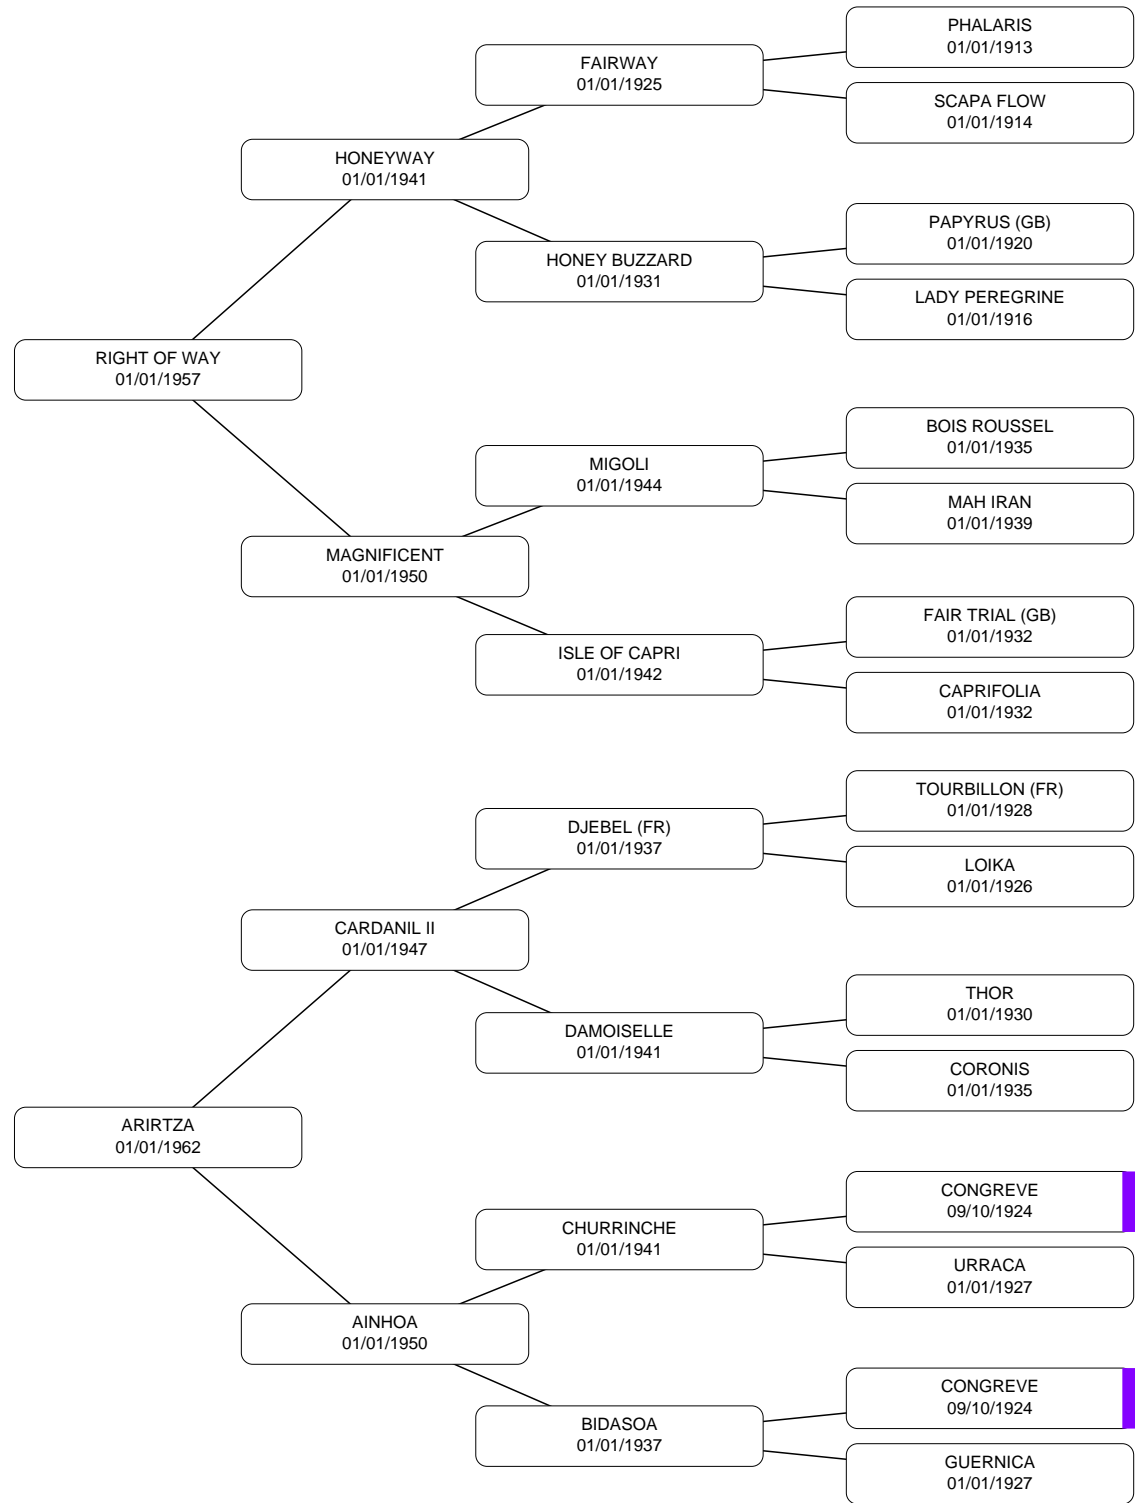 PHALARIS
01/01/1913
FAIRWAY
01/01/1925
SCAPA FLOW
01/01/1914
HONEYWAY
01/01/1941
PAPYRUS (GB)
01/01/1920
HONEY BUZZARD
01/01/1931
LADY PEREGRINE
01/01/1916
RIGHT OF WAY
01/01/1957
BOIS ROUSSEL
01/01/1935
MIGOLI
01/01/1944
MAH IRAN
01/01/1939
MAGNIFICENT
01/01/1950
FAIR TRIAL (GB)
01/01/1932
ISLE OF CAPRI
01/01/1942
CAPRIFOLIA
01/01/1932
TOURBILLON (FR)
01/01/1928
DJEBEL (FR)
01/01/1937
LOIKA
01/01/1926
CARDANIL II
01/01/1947
THOR
01/01/1930
DAMOISELLE
01/01/1941
CORONIS
01/01/1935
ARIRTZA
01/01/1962
CONGREVE
09/10/1924
CHURRINCHE
01/01/1941
URRACA
01/01/1927
AINHOA
01/01/1950
CONGREVE
09/10/1924
BIDASOA
01/01/1937
GUERNICA
01/01/1927